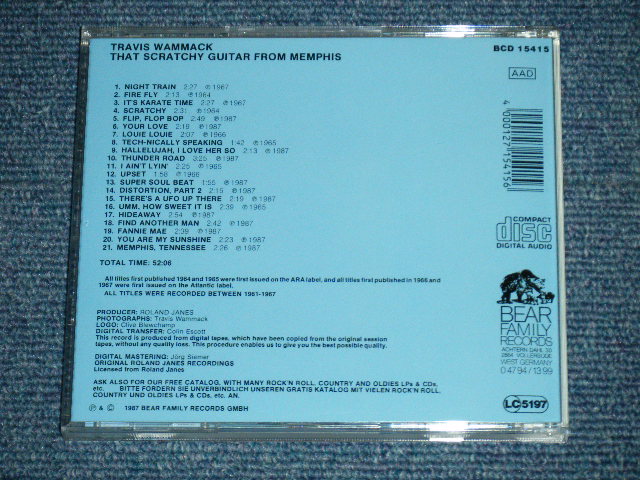 TRAVIS WAMMACK
THAT SCRATCHY GUITAR FROM MEMPHIS
BCD 15415
AAD
1. NIGHT TRAIN 2:27 ℗1967
2. FIRE FLY 2:13 ℗1964
3. IT'S KARATE TIME 2:27 ℗1967
4. SCRATCHY 2:31 ℗1964
5. FLIP, FLOP BOP 2:49 ℗1987
6. YOUR LOVE 2:19 ℗1987
7. LOUIE LOUIE 2:07 ℗1966
8. TECH-NICALLY SPEAKING 1:42 ℗1965
9. HALLELUJAH, I LOVE HER SO 2:13 ℗1987
10. THUNDER ROAD 3:25 ℗1987
11. I AIN'T LYIN' 2:25 ℗1965
12. UPSET 1:58 ℗1966
13. SUPER SOUL BEAT 1:55 ℗1987
14. DISTORTION, PART 2 2:15 ℗1987
15. THERE'S A UFO UP THERE 2:19 ℗1987
16. UMM, HOW SWEET IT IS 2:39 ℗1965
17. HIDEAWAY 2:54 ℗1987
18. FIND ANOTHER MAN 2:42 ℗1987
19. FANNIE MAE 2:39 ℗1987
20. YOU ARE MY SUNSHINE 2:23 ℗1987
21. MEMPHIS, TENNESSEE 2:26 ℗1987
TOTAL TIME: 52:06
All titles first published 1964 and 1965 were first issued on the ARA label, and all titles first published in 1966 and
1967 were first issued on the Atlantic label.
ALL TITLES WERE RECORDED BETWEEN 1961-1967
PRODUCER: ROLAND JANES
PHOTOGRAPHS: Travis Wammack
LOGO: Clive Blewchamp
DIGITAL TRANSFER: Colin Escott
This record is produced from digital tapes, which have been copied from the original session
tapes, without any quality loss. This procedure enables us to give you the best possible quality.
DIGITAL MASTERING: Jörg Siemer
ORIGINAL ROLAND JANES RECORDINGS
Licensed from Roland Janes
ASK ALSO FOR OUR FREE CATALOG, WITH MANY ROCK'N ROLL, COUNTRY AND OLDIES LPs & CDs,
etc. BITTE FORDERN SIE UNVERBINDLICH UNSEREN GRATIS KATALOG MIT VIELEN ROCK'N ROLL,
COUNTRY UND OLDIES LPs & CDs, etc. AN.
℗ & © 1987 BEAR FAMILY RECORDS GMBH
4 000127 154156
COMPACT
disc
DIGITAL AUDIO
BEAR
FAMILY
RECORDS
2864 VOLLERSODE
WEST GERMANY
0 47 94 / 13 99
LC 5197